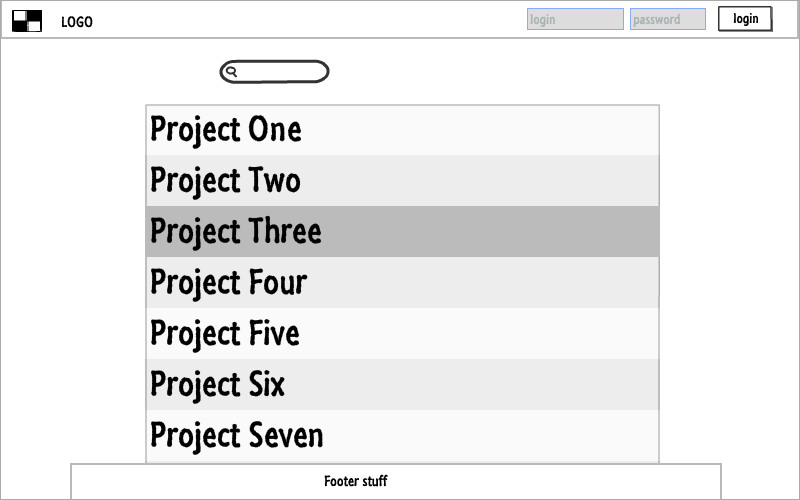 LOGO login password login
Project One
Project Two
Project Three
Project Four
Project Five
Project Six
Project Seven
Footer stuff